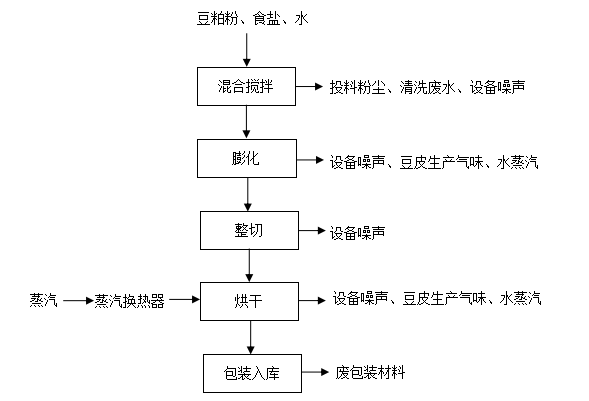 豆粕粉、食盐、水
混合搅拌
投料粉尘、清洗废水、设备噪声
膨化
设备噪声、豆皮生产气味、水蒸汽
整切
设备噪声
蒸汽
蒸汽换热器
烘干
设备噪声、豆皮生产气味、水蒸汽
包装入库
废包装材料